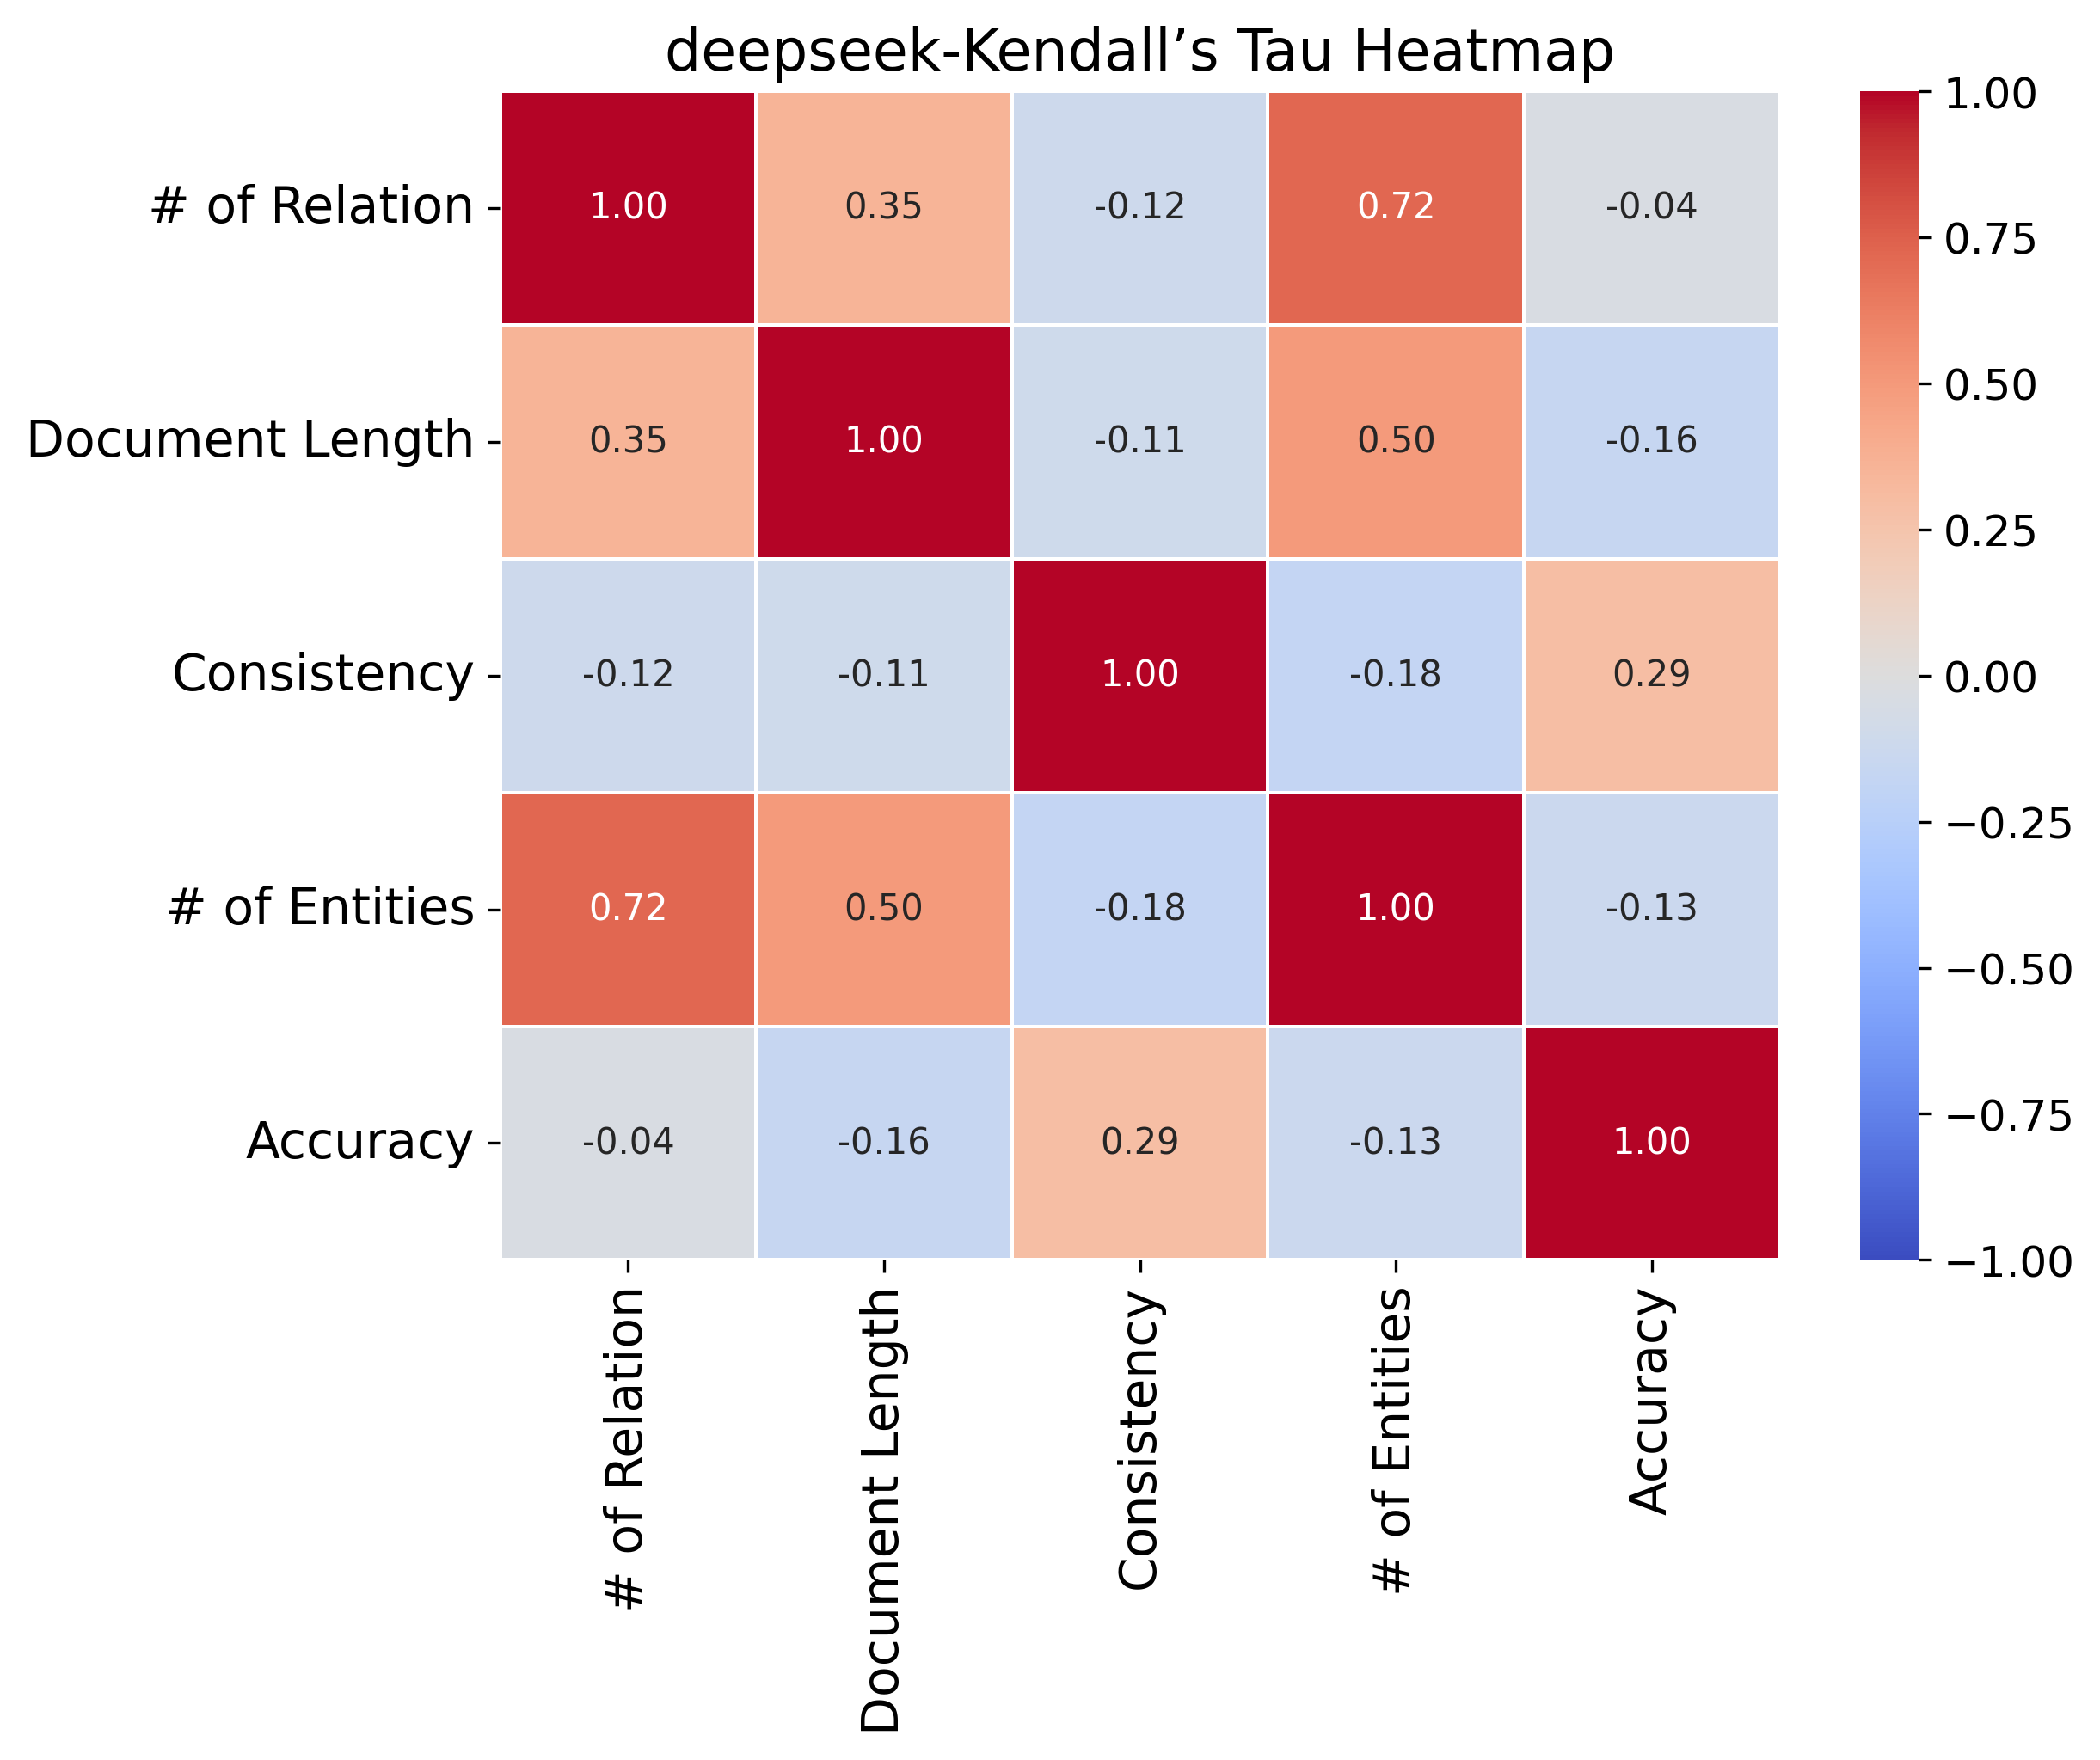 deepseek-Kendall’s Tau Heatmap
# of Relation
1.00 0.35 -0.12 0.72 -0.04
Document Length
0.35 1.00 -0.11 0.50 -0.16
Consistency
-0.12 -0.11 1.00 -0.18 0.29
# of Entities
0.72 0.50 -0.18 1.00 -0.13
Accuracy
-0.04 -0.16 0.29 -0.13 1.00
# of Relation
Document Length
Consistency
# of Entities
Accuracy
1.00
0.75
0.50
0.25
0.00
−0.25
−0.50
−0.75
−1.00